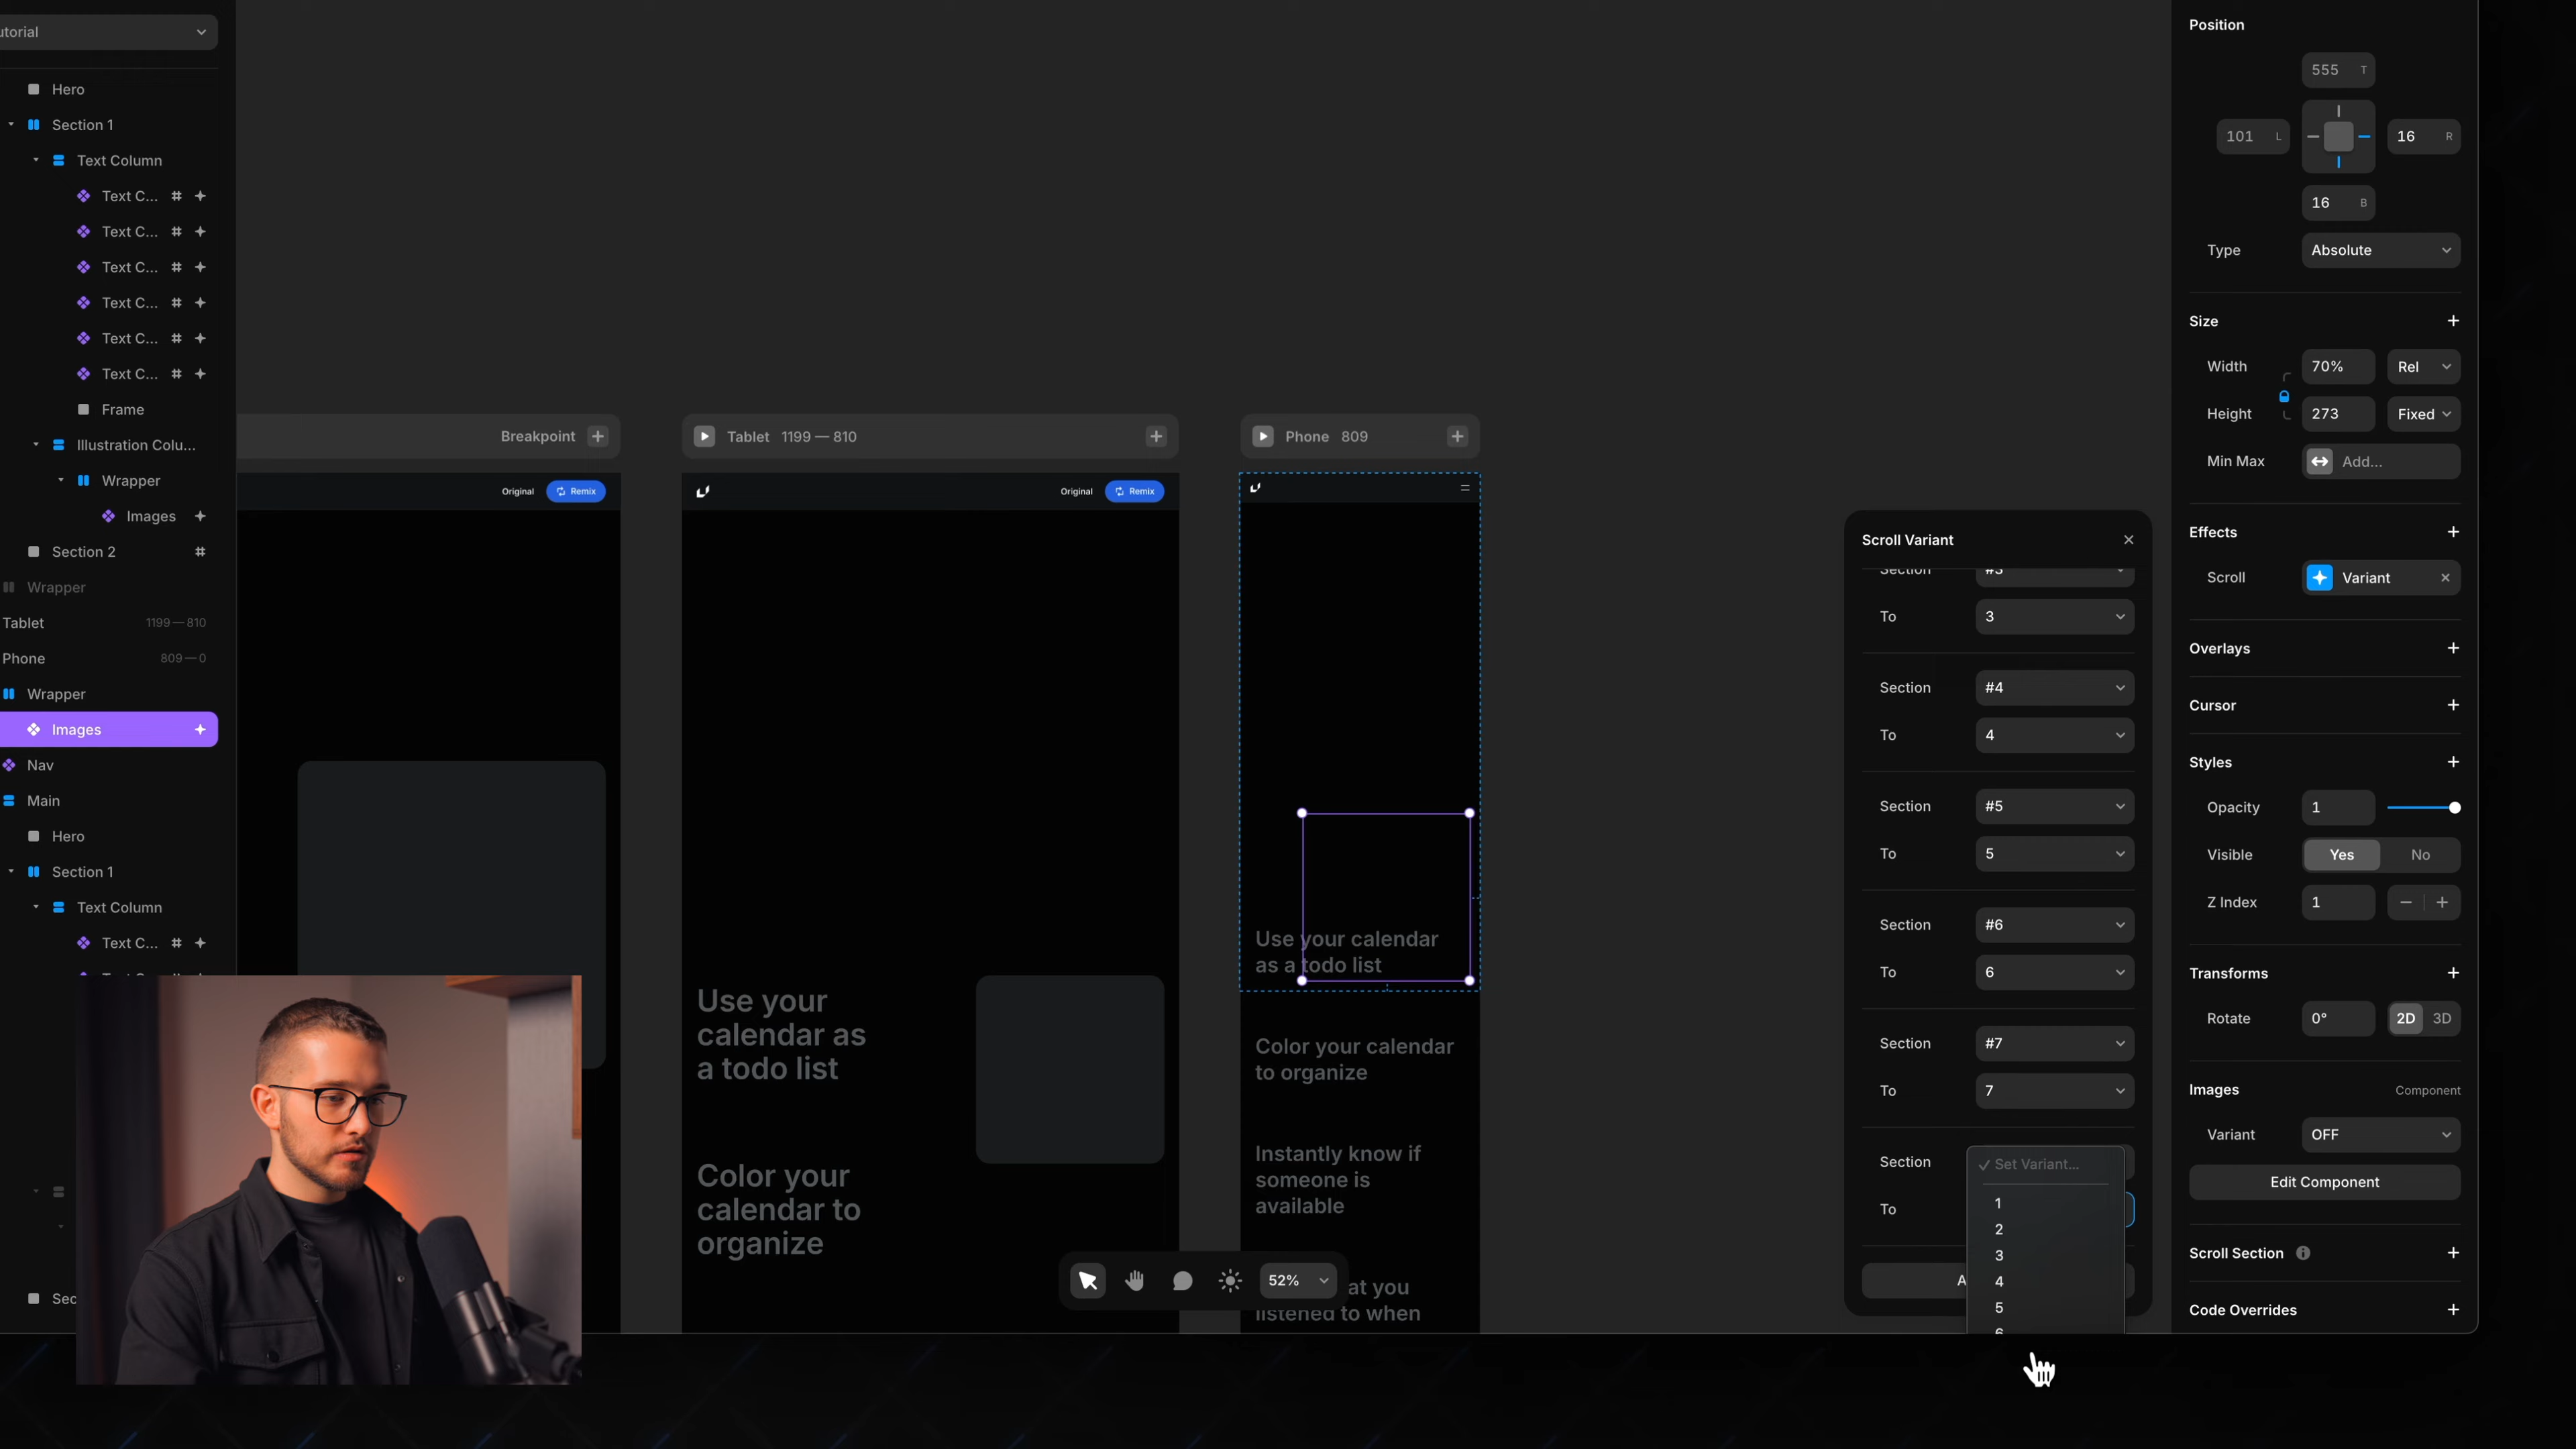 utorial
Hero
Section 1
Text Column
Text C...
Text C...
Text C...
Text C...
Text C...
Text C...
Frame
Illustration Colu...
Wrapper
Images
Section 2
Wrapper
Tablet 1199 — 810
Phone 809 — 0
Wrapper
Images
Nav
Main
Hero
Section 1
Text Column
Text C...
Sec
Breakpoint
Original Remix
Tablet 1199 — 810
Original Remix
Use your
calendar as
a todo list
Color your
calendar to
organize
Phone 809
Use your calendar
as a todo list
Color your calendar
to organize
Instantly know if
someone is
available
at you
listened to when
52%
Scroll Variant
Section #3
To 3
Section #4
To 4
Section #5
To 5
Section #6
To 6
Section #7
To 7
Section
To
A
Set Variant...
1
2
3
4
5
6
Position
555 T
101 L
16 R
16 B
Type Absolute
Size
Width 70% Rel
Height 273 Fixed
Min Max Add...
Effects
Scroll Variant
Overlays
Cursor
Styles
Opacity 1
Visible Yes No
Z Index 1
Transforms
Rotate 0° 2D 3D
Images Component
Variant OFF
Edit Component
Scroll Section
Code Overrides